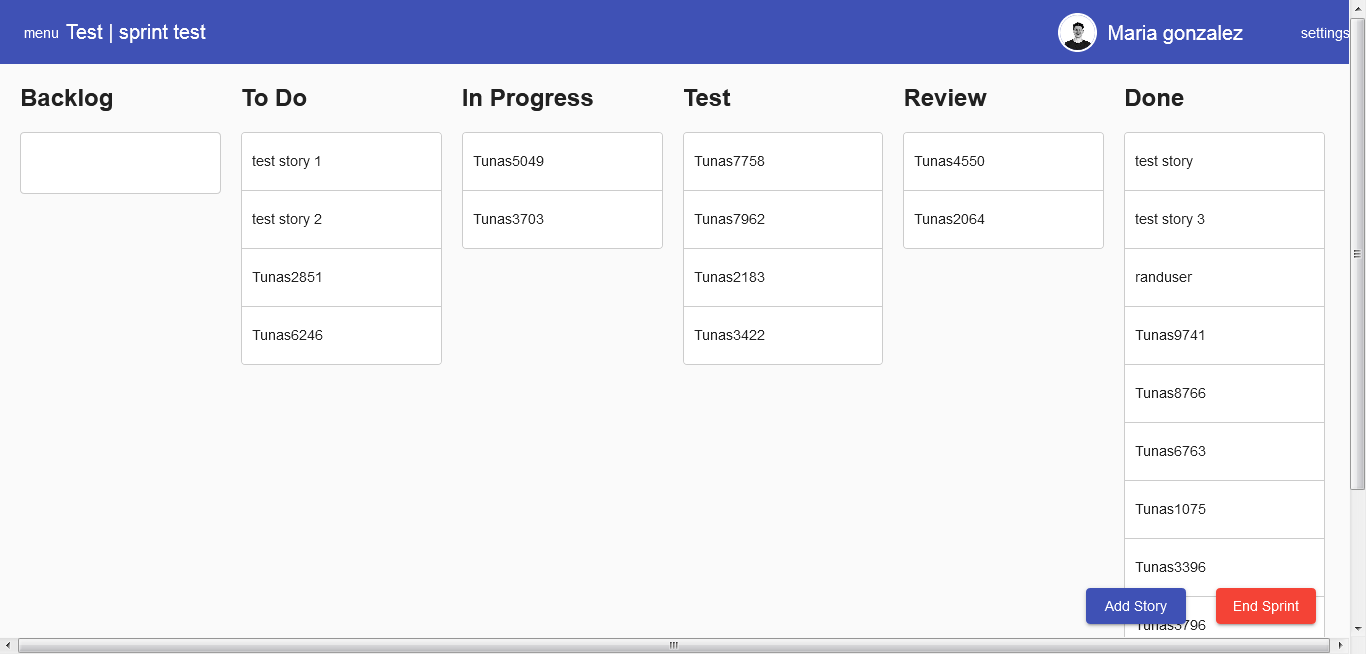 menu Test | sprint test
Maria gonzalez
settings
Backlog
To Do
test story 1
test story 2
Tunas2851
Tunas6246
In Progress
Tunas5049
Tunas3703
Test
Tunas7758
Tunas7962
Tunas2183
Tunas3422
Review
Tunas4550
Tunas2064
Done
test story
test story 3
randuser
Tunas9741
Tunas8766
Tunas6763
Tunas1075
Tunas3396
Tunas3796
Add Story
End Sprint